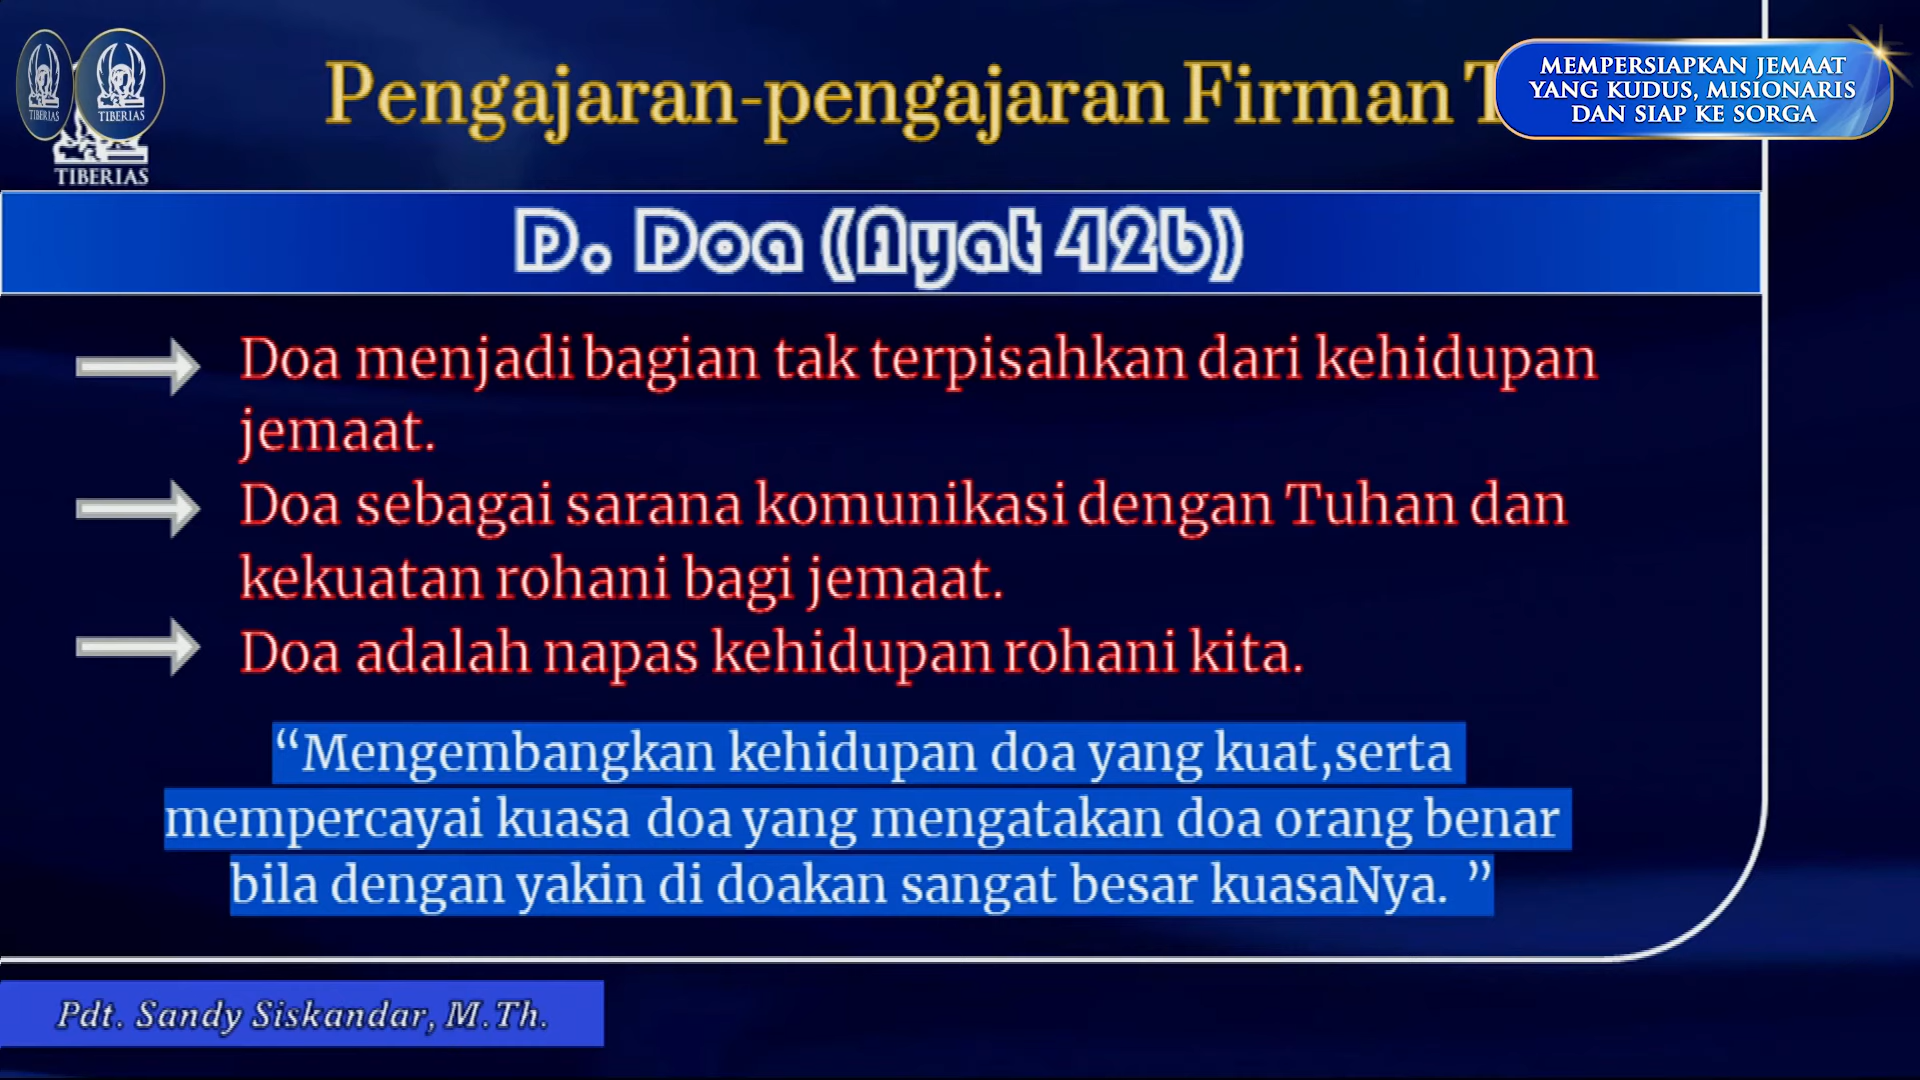 Pengajaran-pengajaran Firman
MEMPERSIAPKAN JEMAAT
YANG KUDUS, MISIONARIS
DAN SIAP KE SORGA
TIBERIAS
TIBERIAS
TIBERIAS
D. Doa (Ayat 42b)
Doa menjadi bagian tak terpisahkan dari kehidupan
jemaat.
Doa sebagai sarana komunikasi dengan Tuhan dan
kekuatan rohani bagi jemaat.
Doa adalah napas kehidupan rohani kita.
“Mengembangkan kehidupan doa yang kuat,serta
mempercayai kuasa doa yang mengatakan doa orang benar
bila dengan yakin di doakan sangat besar kuasaNya. ”
Pdt. Sandy Siskandar, M.Th.